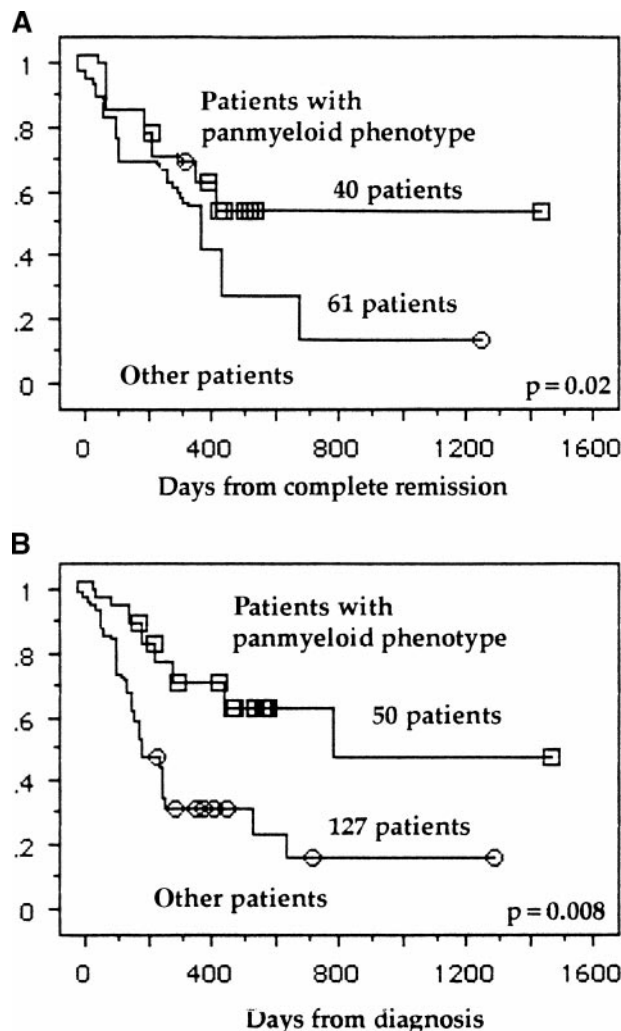 A
1
Patients with
panmyeloid phenotype
.8
.6
40 patients
.4
61 patients
.2
Other patients
0
p = 0.02
0 400 800 1200 1600
Days from complete remission
B
1
Patients with
panmyeloid phenotype
.8
.6
50 patients
.4
127 patients
.2
Other patients
0
p = 0.008
0 400 800 1200 1600
Days from diagnosis